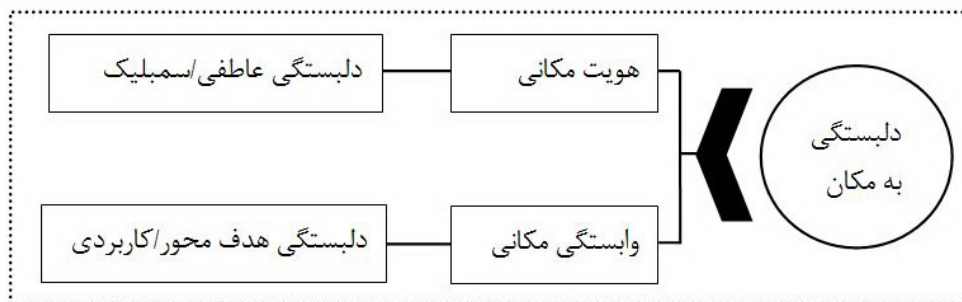 دلبستگی
به مکان
هویت مکانی
دلبستگی عاطفی/سمبلیک
وابستگی مکانی
دلبستگی هدف محور/کاربردی